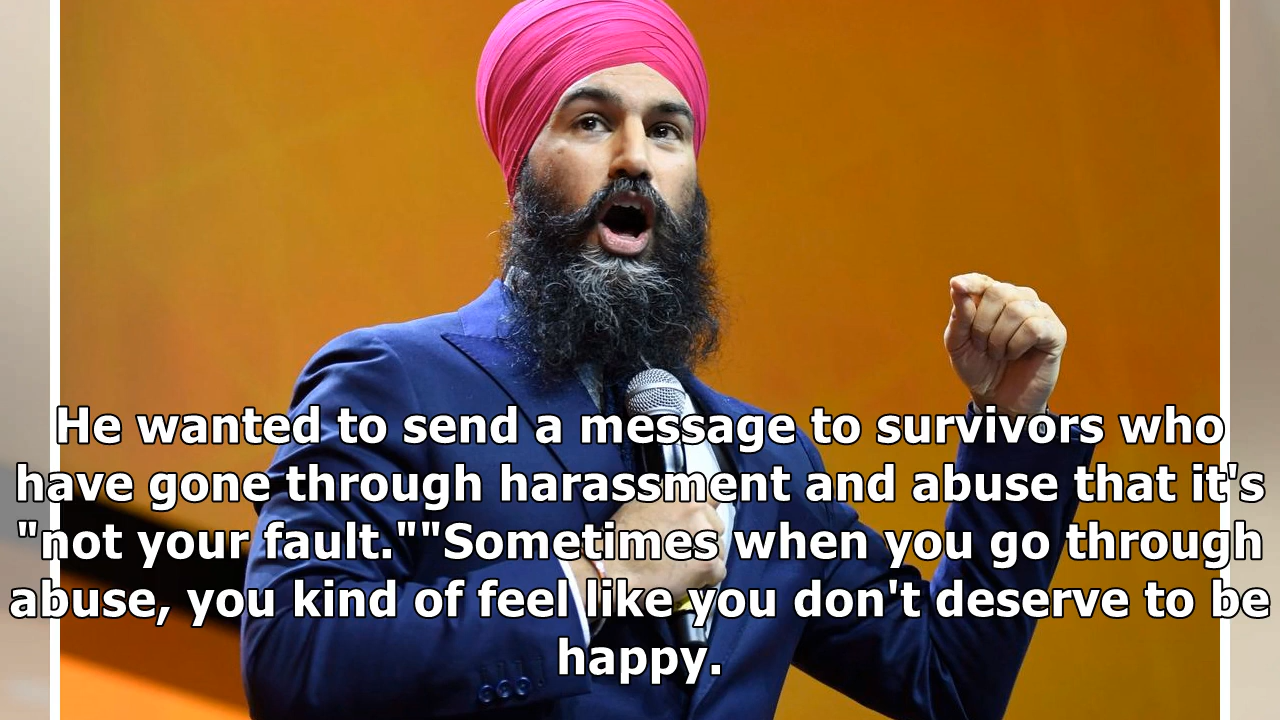 He wanted to send a message to survivors who
have gone through harassment and abuse that it's
"not your fault.""Sometimes when you go through
abuse, you kind of feel like you don't deserve to be
happy.